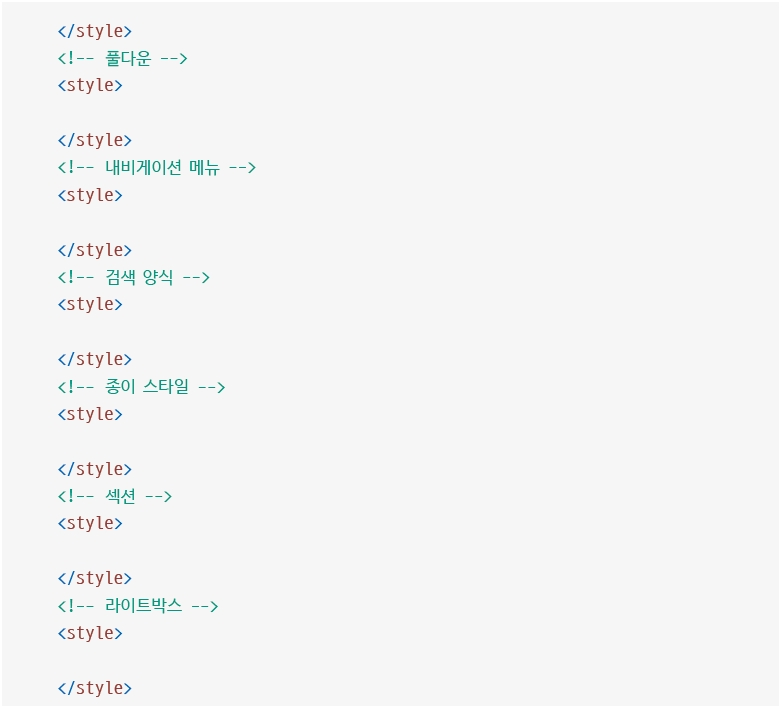 </style>
<!-- 풀다운 -->
<style>
</style>
<!-- 내비게이션 메뉴 -->
<style>
</style>
<!-- 검색 양식 -->
<style>
</style>
<!-- 종이 스타일 -->
<style>
</style>
<!-- 섹션 -->
<style>
</style>
<!-- 라이트박스 -->
<style>
</style>